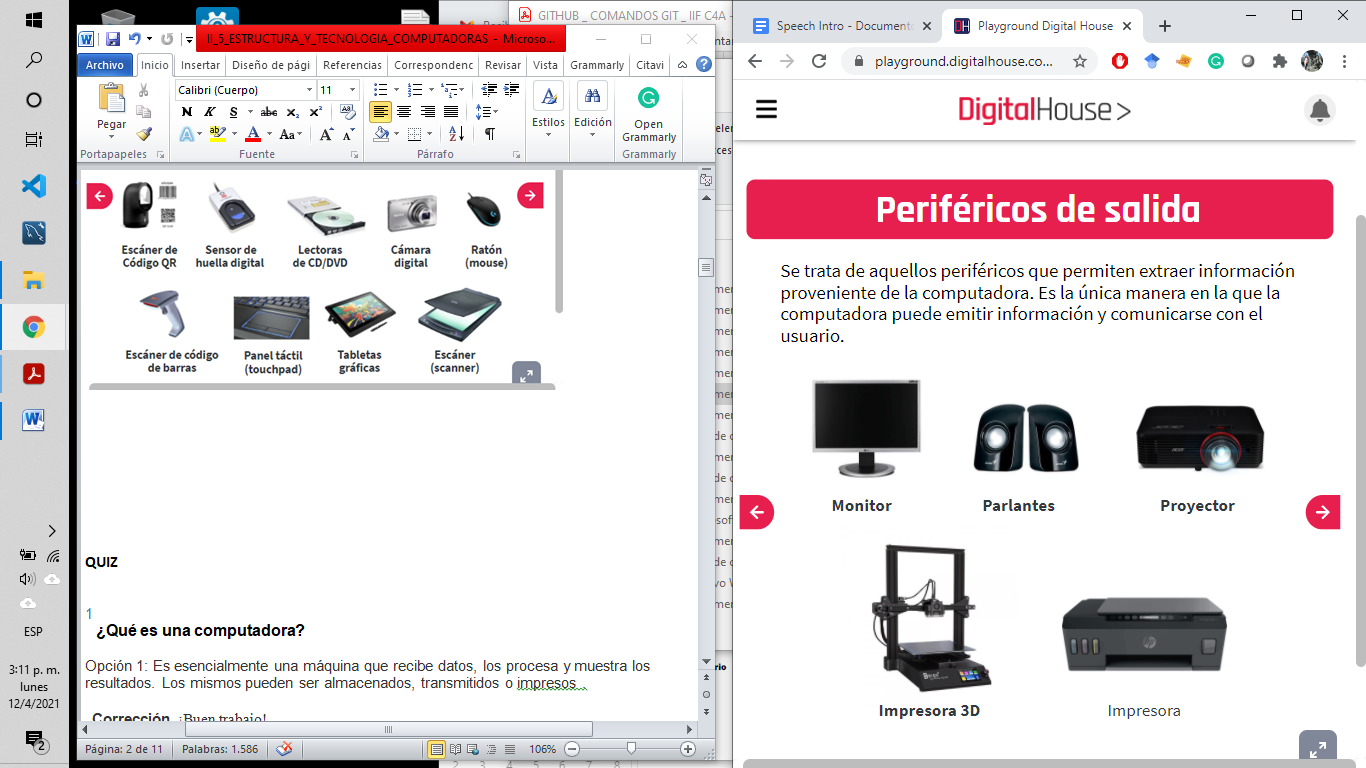 GITHUB _ COMANDOS GIT _ IIF C4A -
II_5_ESTRUCTURA_Y_TECNOLOGIA_COMPUTADORAS - Microso...
Archivo Inicio Insertar Diseño de pági Referencias Correspondenc Revisar Vista Grammarly Citavi
Calibri (Cuerpo) 11
Pegar
N K S abc x₂ x²
Aa
Estilos Edición Open Grammarly
Portapapeles Fuente Párrafo Grammarly
Escáner de Código QR
Sensor de huella digital
Lectoras de CD/DVD
Cámara digital
Ratón (mouse)
Escáner de código de barras
Panel táctil (touchpad)
Tabletas gráficas
Escáner (scanner)
QUIZ
1
¿Qué es una computadora?
Opción 1: Es esencialmente una máquina que recibe datos, los procesa y muestra los
resultados. Los mismos pueden ser almacenados, transmitidos o impresos .
Corrección ¡Buen trabajo!
Página: 2 de 11 Palabras: 1.586 106%
ESP
3:11 p. m.
lunes
12/4/2021
2
Speech Intro - Document
Playground Digital House
playground.digitalhouse.co...
DigitalHouse>
Periféricos de salida
Se trata de aquellos periféricos que permiten extraer información
proveniente de la computadora. Es la única manera en la que la
computadora puede emitir información y comunicarse con el
usuario.
Monitor Parlantes Proyector
Impresora 3D Impresora